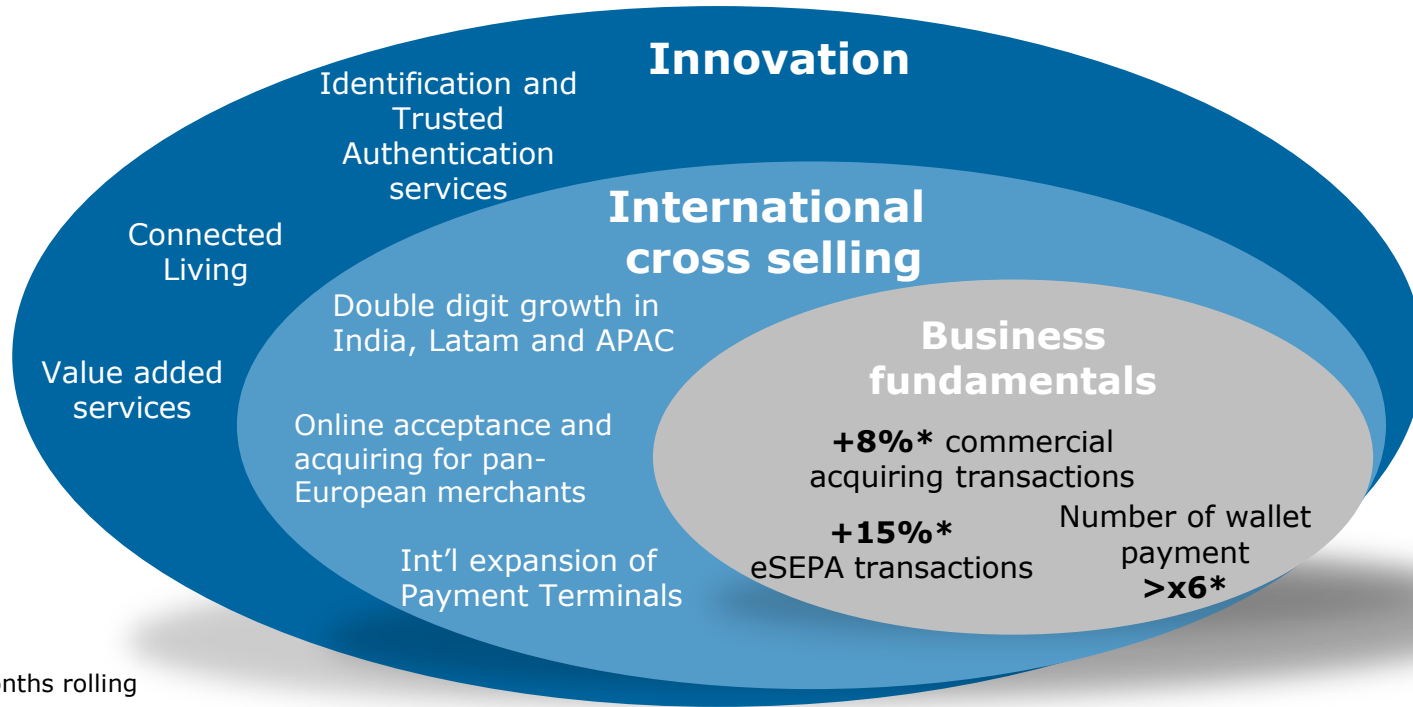 Innovation
Identification and
Trusted
Authentication
services
Connected
Living
Value added
services
International
cross selling
Double digit growth in
India, Latam and APAC
Online acceptance and
acquiring for pan-
European merchants
Int'l expansion of
Payment Terminals
Business
fundamentals
+8%* commercial
acquiring transactions
+15%*
eSEPA transactions
Number of wallet
payment
>x6*
rolling